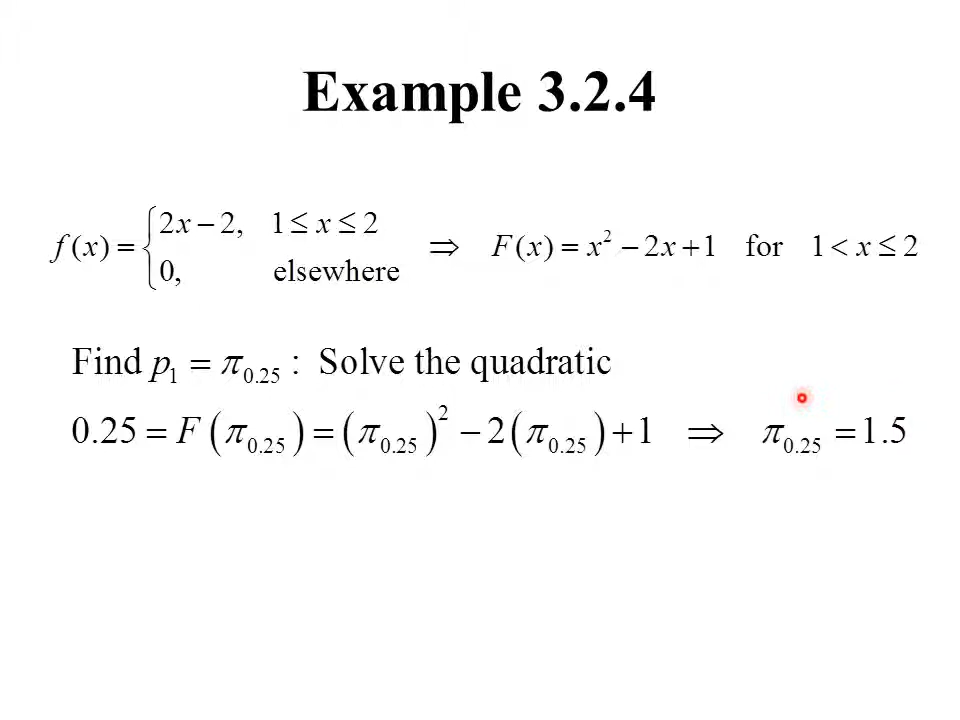 Example 3.2.4
f(x) = { 2x − 2, 1 ≤ x ≤ 2 ⇒ F(x) = x² − 2x + 1 for 1 < x ≤ 2
0, elsewhere
Find p₁ = π₀.₂₅ : Solve the quadratic
0.25 = F(π₀.₂₅) = (π₀.₂₅)² − 2(π₀.₂₅) + 1 ⇒ π₀.₂₅ = 1.5